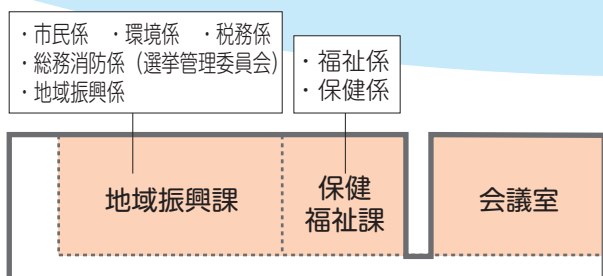 ・市民係　・環境係　・税務係
・総務消防係（選挙管理委員会）
・地域振興係
・福祉係
・保健係
地域振興課
保健
福祉課
会議室